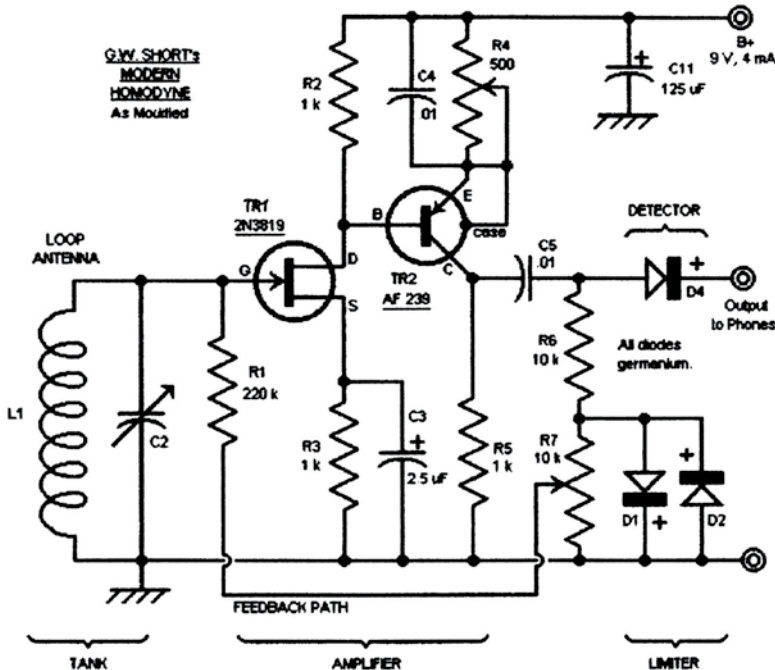 G.W. SHORT's
MODERN
HOMODYNE
As Modified
R2
1 k
C4
.01
R4
500
B+
9 V, 4 mA
C11
125 uF
+
TR1
2N3819
LOOP
ANTENNA
G
D
S
B
E
C
case
TR2
AF 239
C5
.01
DETECTOR
+
D4
Output
to Phones
R6
10 k
All diodes
germanium.
L1
C2
R1
220 k
R3
1 k
C3
+
2.5 uF
R5
1 k
R7
10 k
D1
+
+
D2
FEEDBACK PATH
TANK
AMPLIFIER
LIMITER